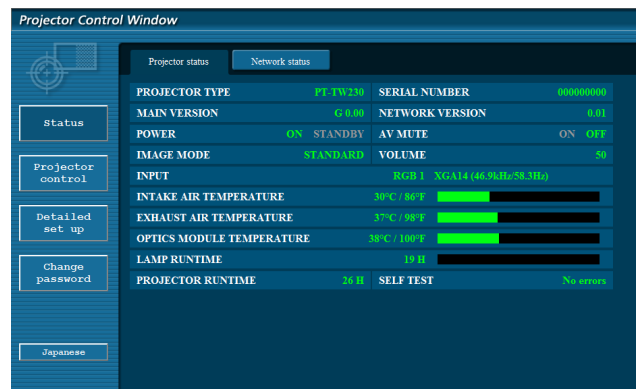 Projector Control Window
Projector status Network status
PROJECTOR TYPE PT-TW230 SERIAL NUMBER 000000000
MAIN VERSION G 0.00 NETWORK VERSION 0.01
Status
POWER ON STANDBY AV MUTE ON OFF
IMAGE MODE STANDARD VOLUME 50
Projector
control
INPUT RGB 1 XGA14 (46.9kHz/58.3Hz)
INTAKE AIR TEMPERATURE 30°C / 86°F
Detailed
set up
EXHAUST AIR TEMPERATURE 37°C / 98°F
OPTICS MODULE TEMPERATURE 38°C / 100°F
LAMP RUNTIME 19 H
Change
password
PROJECTOR RUNTIME 26 H SELF TEST No errors
Japanese